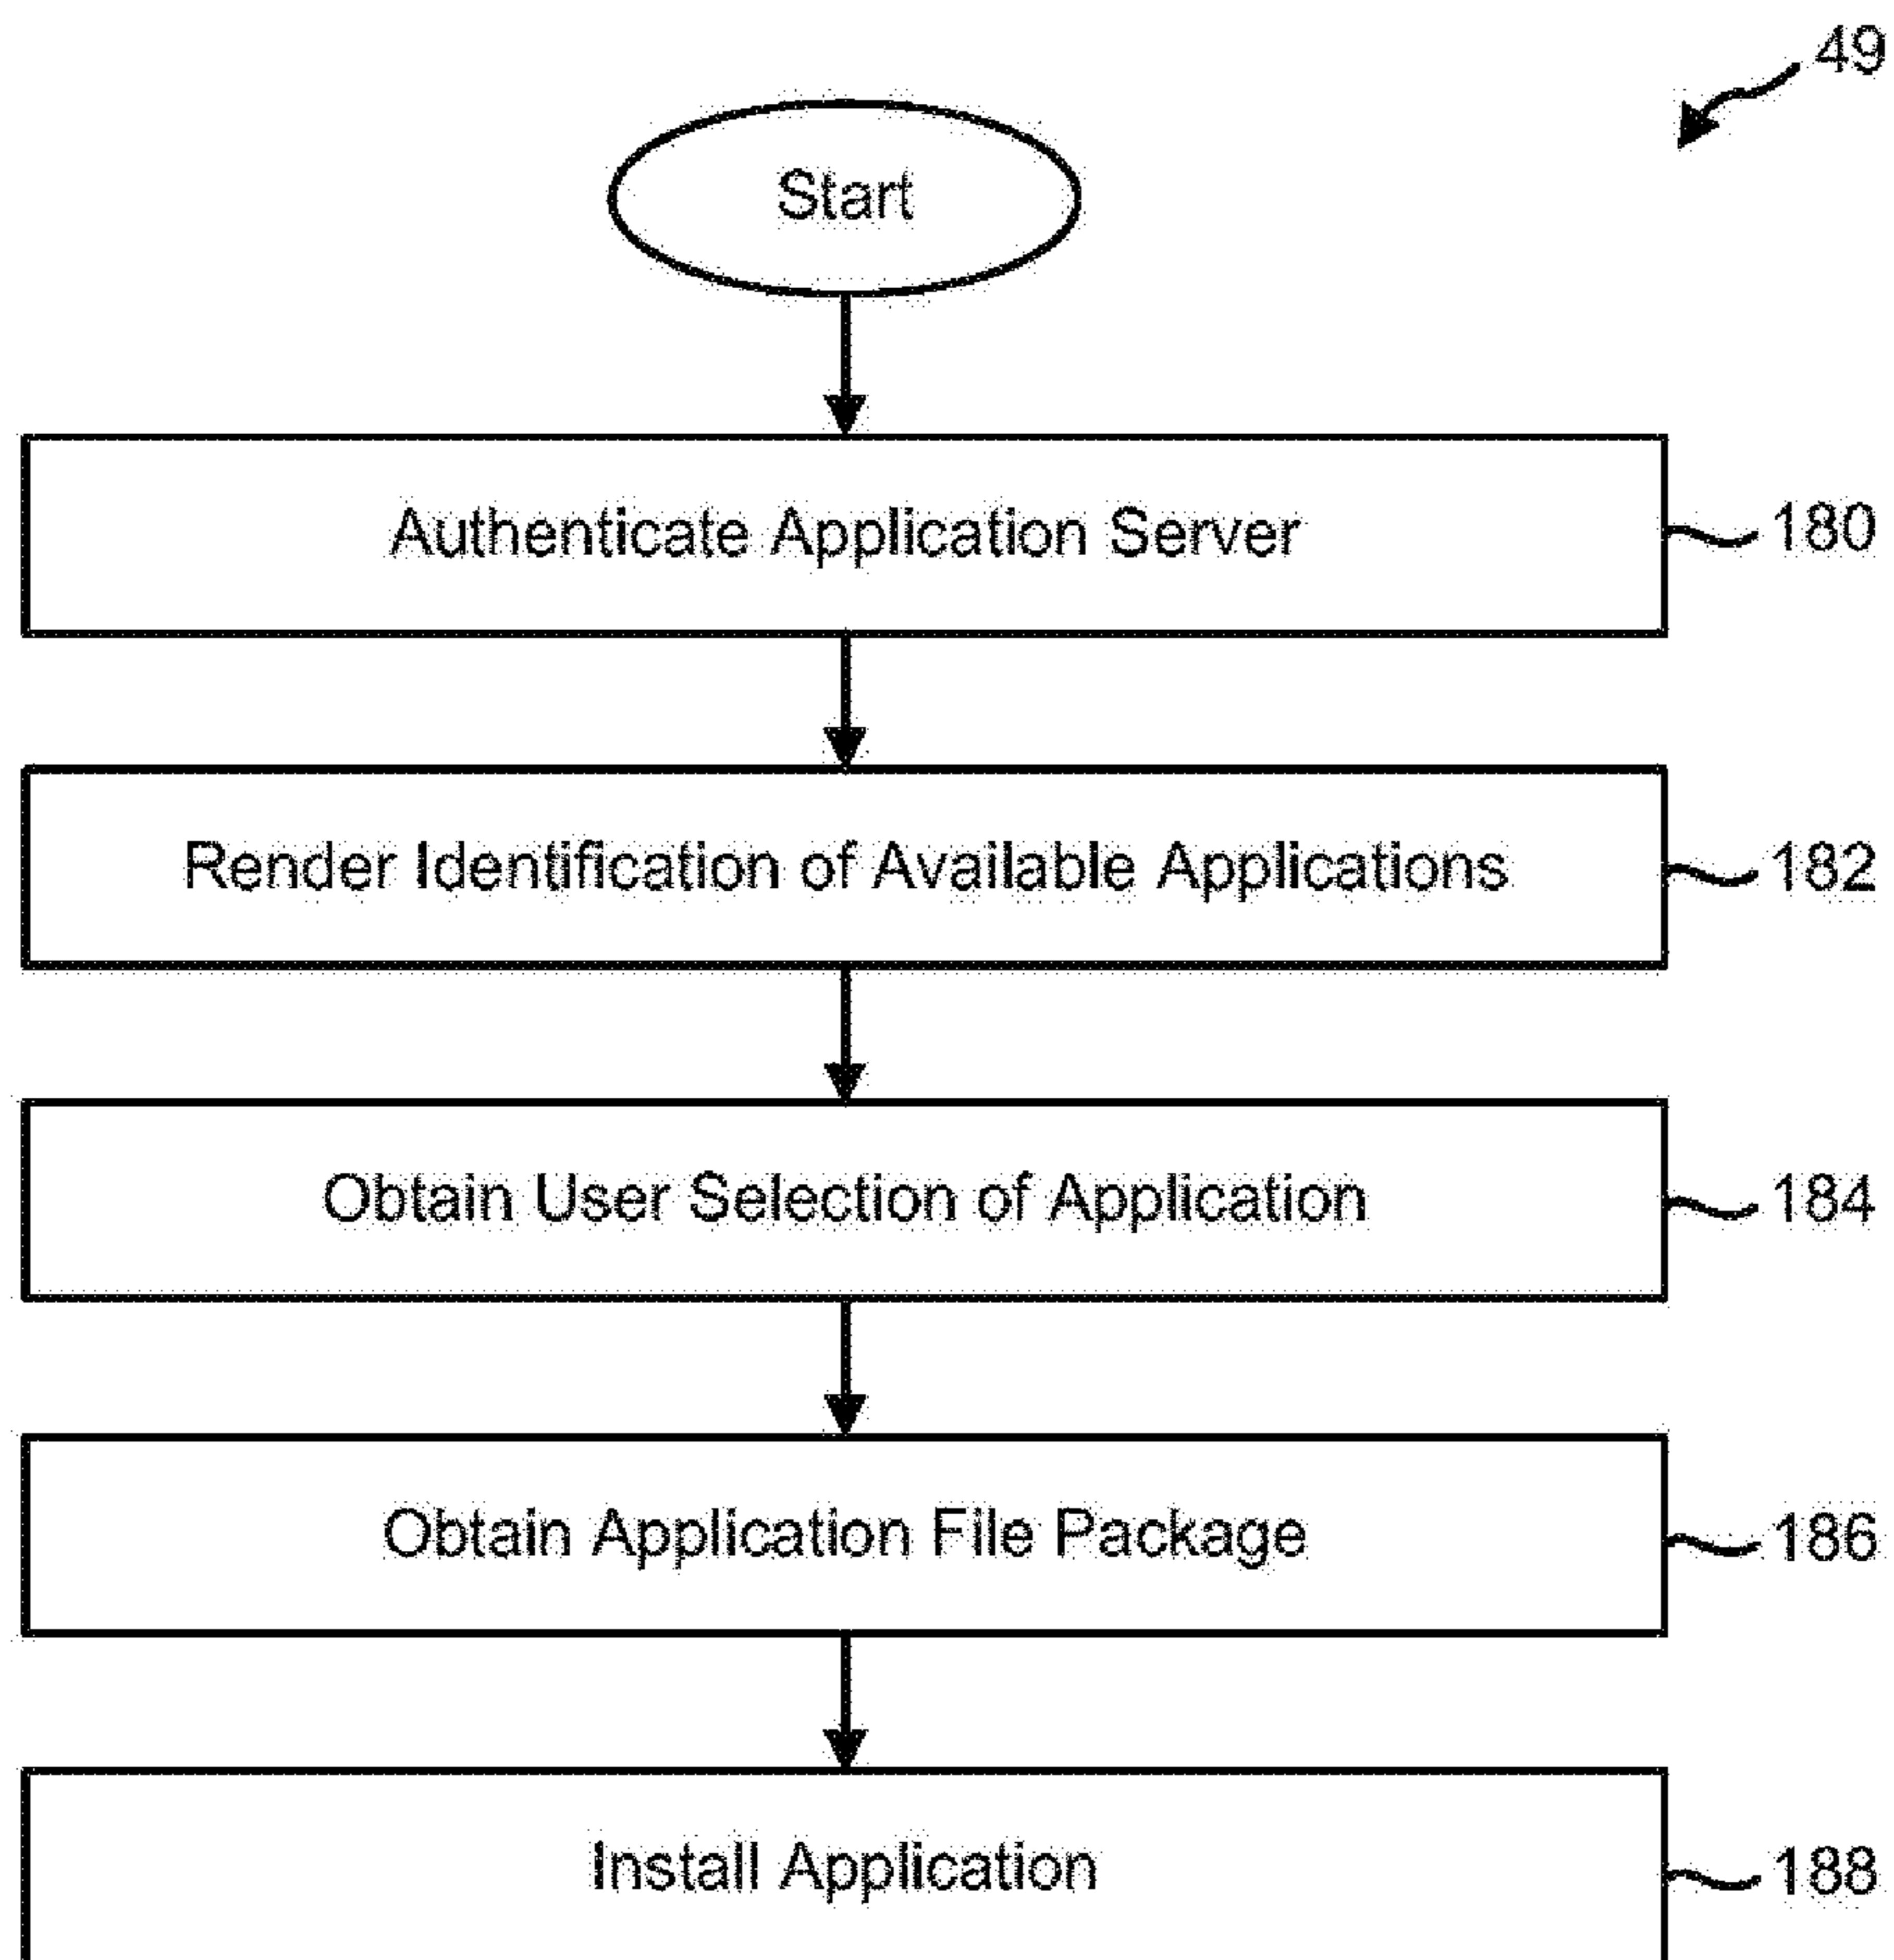 49
Start
Authenticate Application Server
180
Render Identification of Available Applications
182
Obtain User Selection of Application
184
Obtain Application File Package
186
Install Application
188